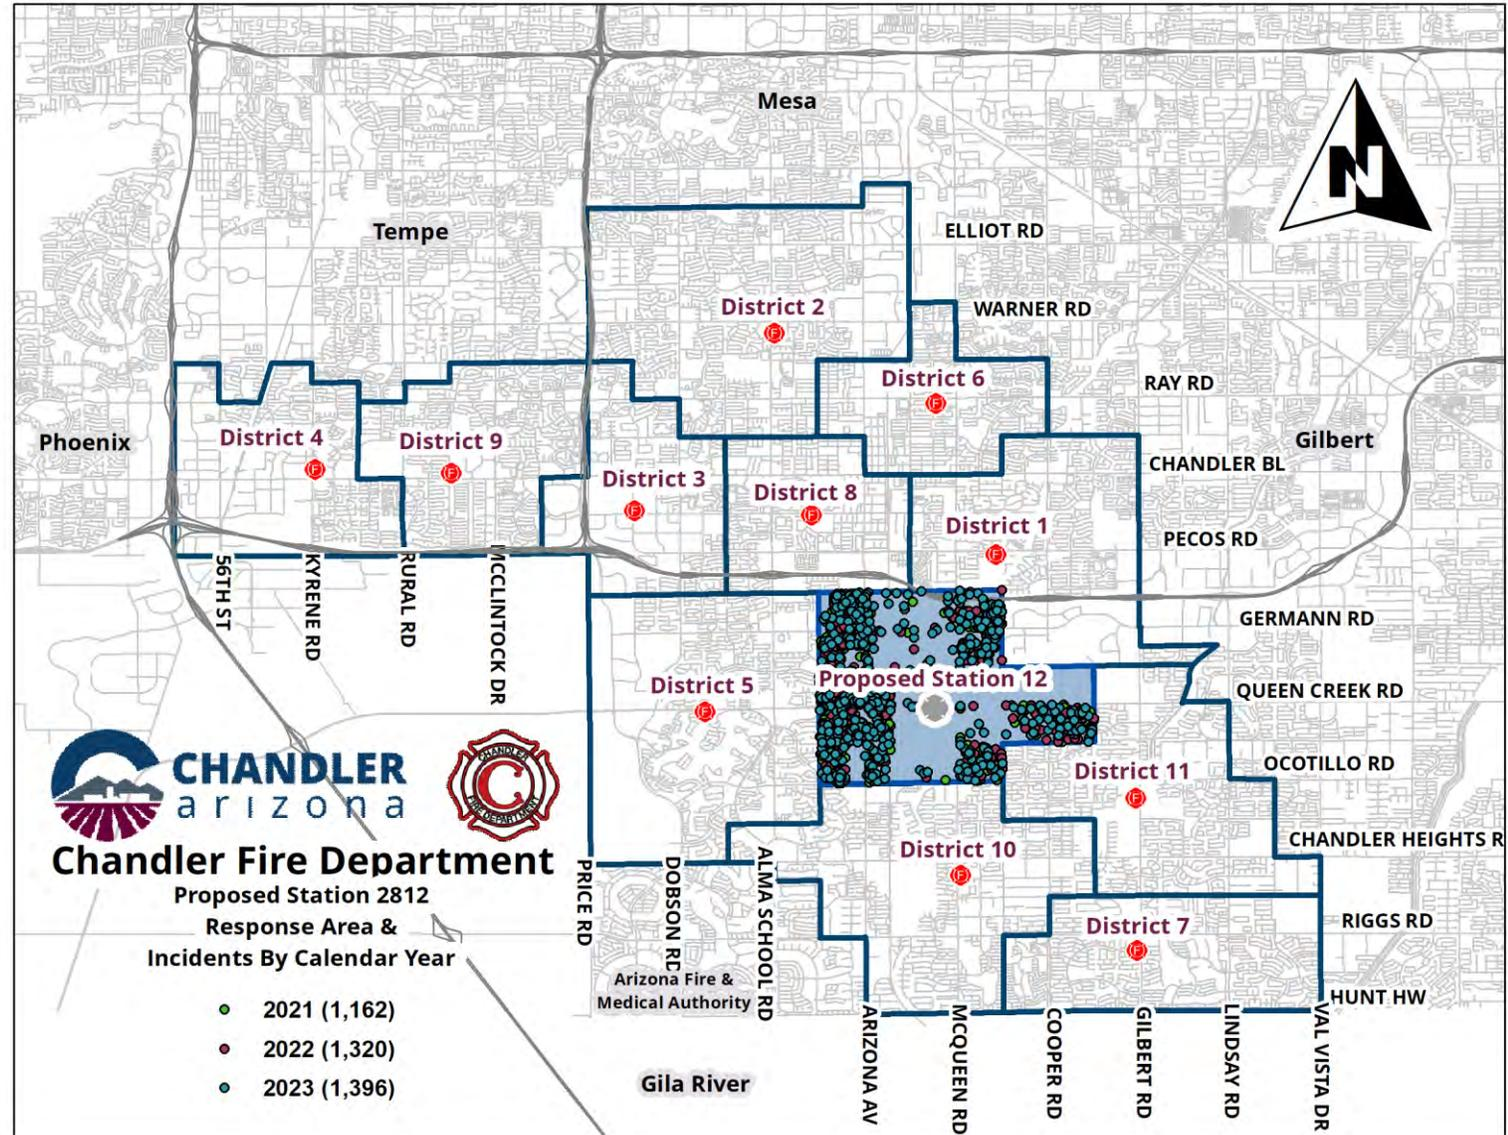 Mesa
N
Tempe
ELLIOT RD
District 2
WARNER RD
District 6
RAY RD
Phoenix
District 4
District 9
Gilbert
District 3
CHANDLER BL
District 8
District 1
PECOS RD
56TH ST
KYRENE RD
RURAL RD
MCCLINTOCK DR
GERMANN RD
District 5
Proposed Station 12
QUEEN CREEK RD
CHANDLER
arizona
CHANDLER
C
FIRE DEPARTMENT
OCOTILLO RD
District 11
CHANDLER HEIGHTS R
Chandler Fire Department
District 10
Proposed Station 2812
Response Area &
Incidents By Calendar Year
PRICE RD
DOBSON RD
ALMA SCHOOL RD
RIGGS RD
District 7
Arizona Fire &
Medical Authority
HUNT HW
2021 (1,162)
2022 (1,320)
2023 (1,396)
ARIZONA AV
MCQUEEN RD
COOPER RD
GILBERT RD
LINDSAY RD
VAL VISTA DR
Gila River
F
F
F
F
F
F
F
F
F
F
F